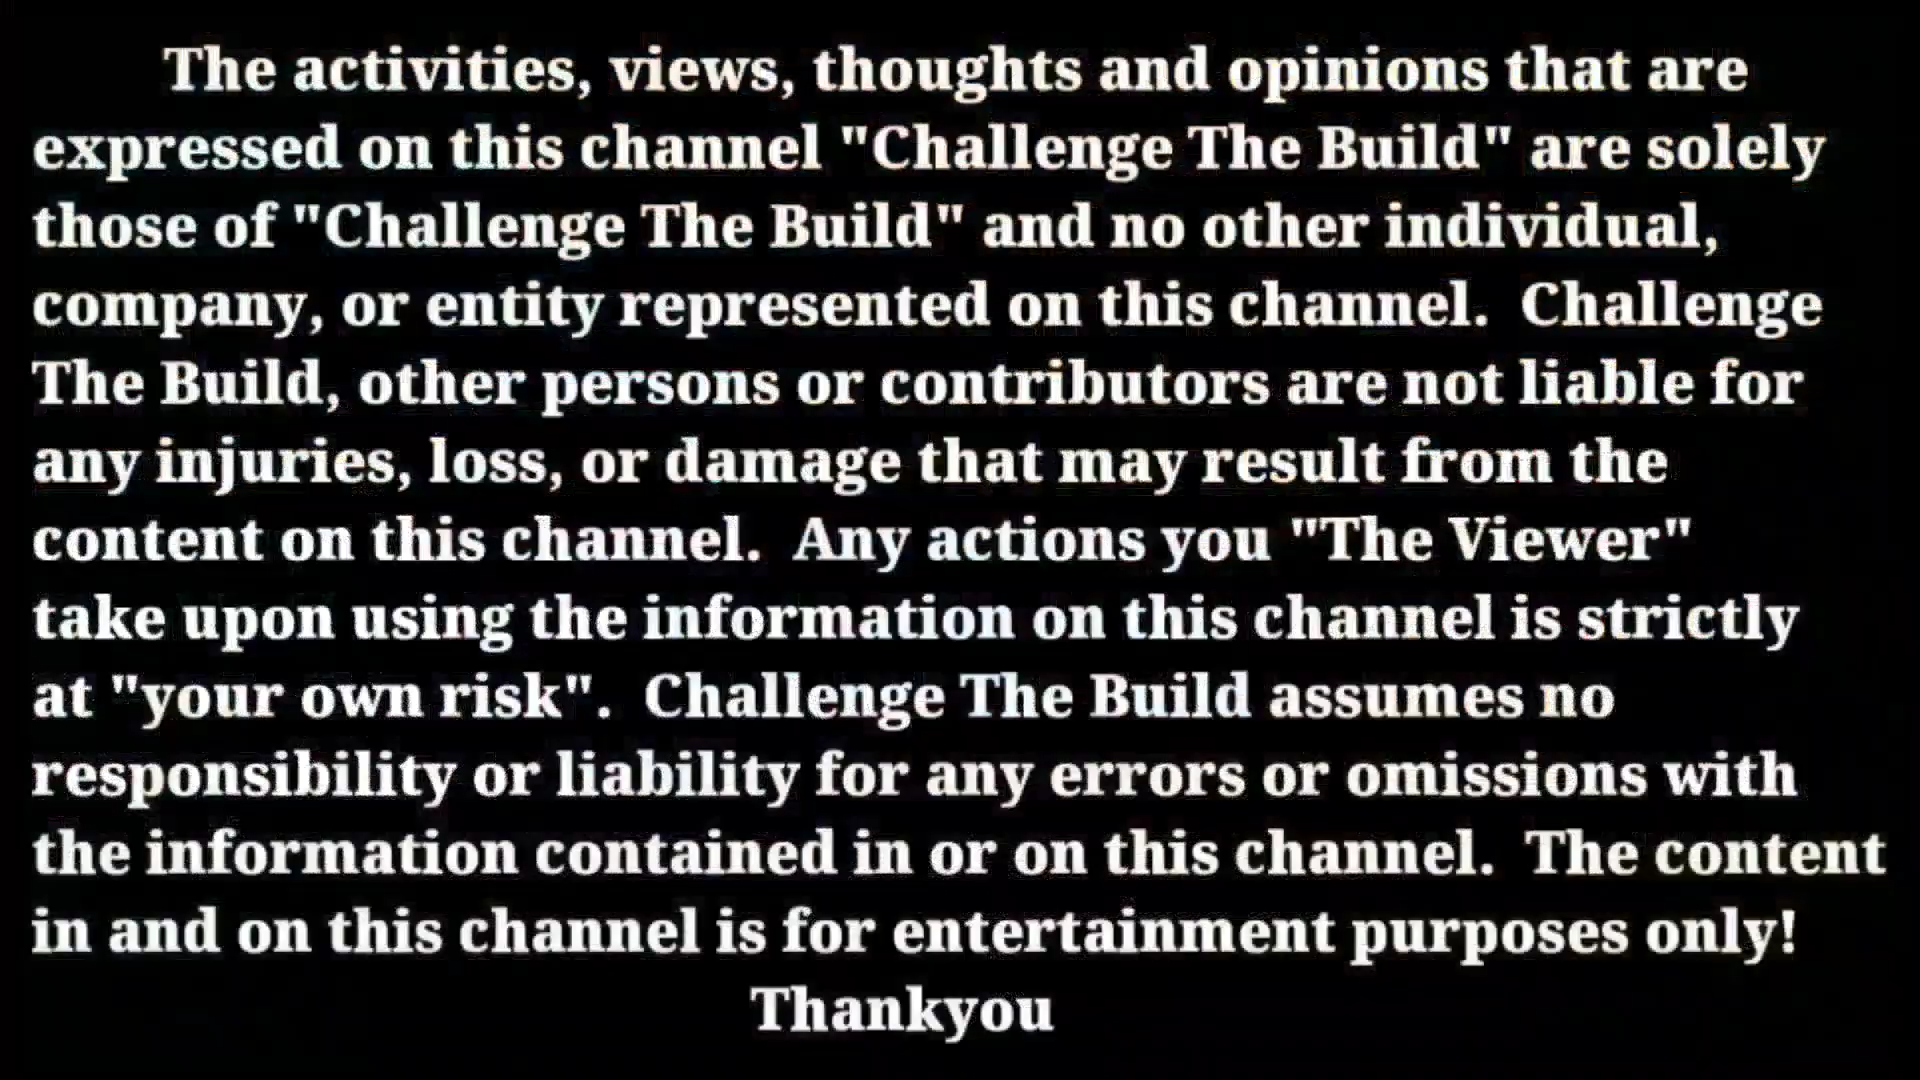 The activities, views, thoughts and opinions that are
expressed on this channel "Challenge The Build" are solely
those of "Challenge The Build" and no other individual,
company, or entity represented on this channel.  Challenge
The Build, other persons or contributors are not liable for
any injuries, loss, or damage that may result from the
content on this channel.  Any actions you "The Viewer"
take upon using the information on this channel is strictly
at "your own risk".  Challenge The Build assumes no
responsibility or liability for any errors or omissions with
the information contained in or on this channel.  The content
in and on this channel is for entertainment purposes only!
Thankyou